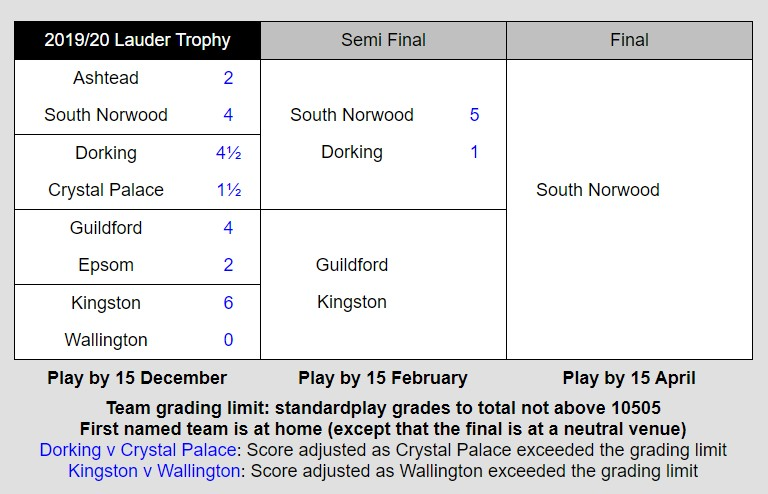 2019/20 Lauder Trophy Semi Final Final
Ashtead 2
South Norwood 4 South Norwood 5
Dorking 4½ Dorking 1
Crystal Palace 1½ South Norwood
Guildford 4
Epsom 2 Guildford
Kingston 6 Kingston
Wallington 0
Play by 15 December Play by 15 February Play by 15 April
Team grading limit: standardplay grades to total not above 10505
First named team is at home (except that the final is at a neutral venue)
Dorking v Crystal Palace: Score adjusted as Crystal Palace exceeded the grading limit
Kingston v Wallington: Score adjusted as Wallington exceeded the grading limit